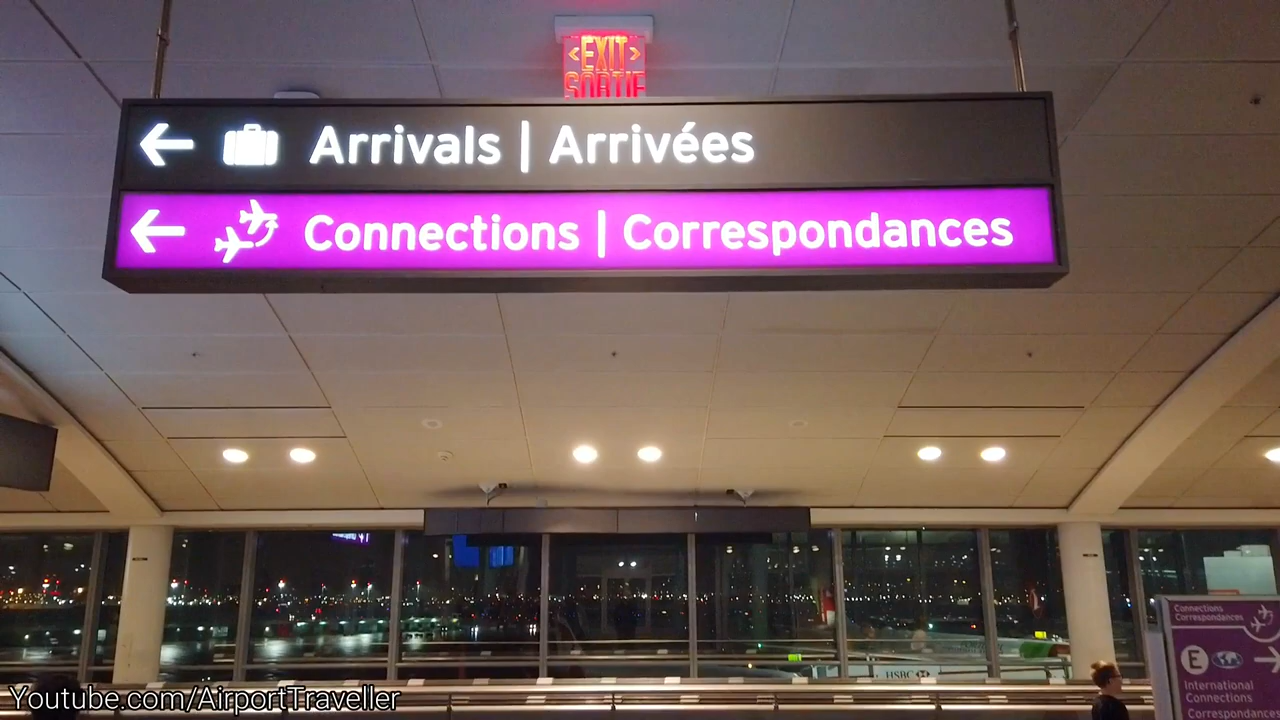 EXIT
SORTIE
Arrivals | Arrivées
Connections | Correspondances
HSBC
Connections
Correspondances
E
International
Connections
Correspondances
Youtube.com/AirportTraveller